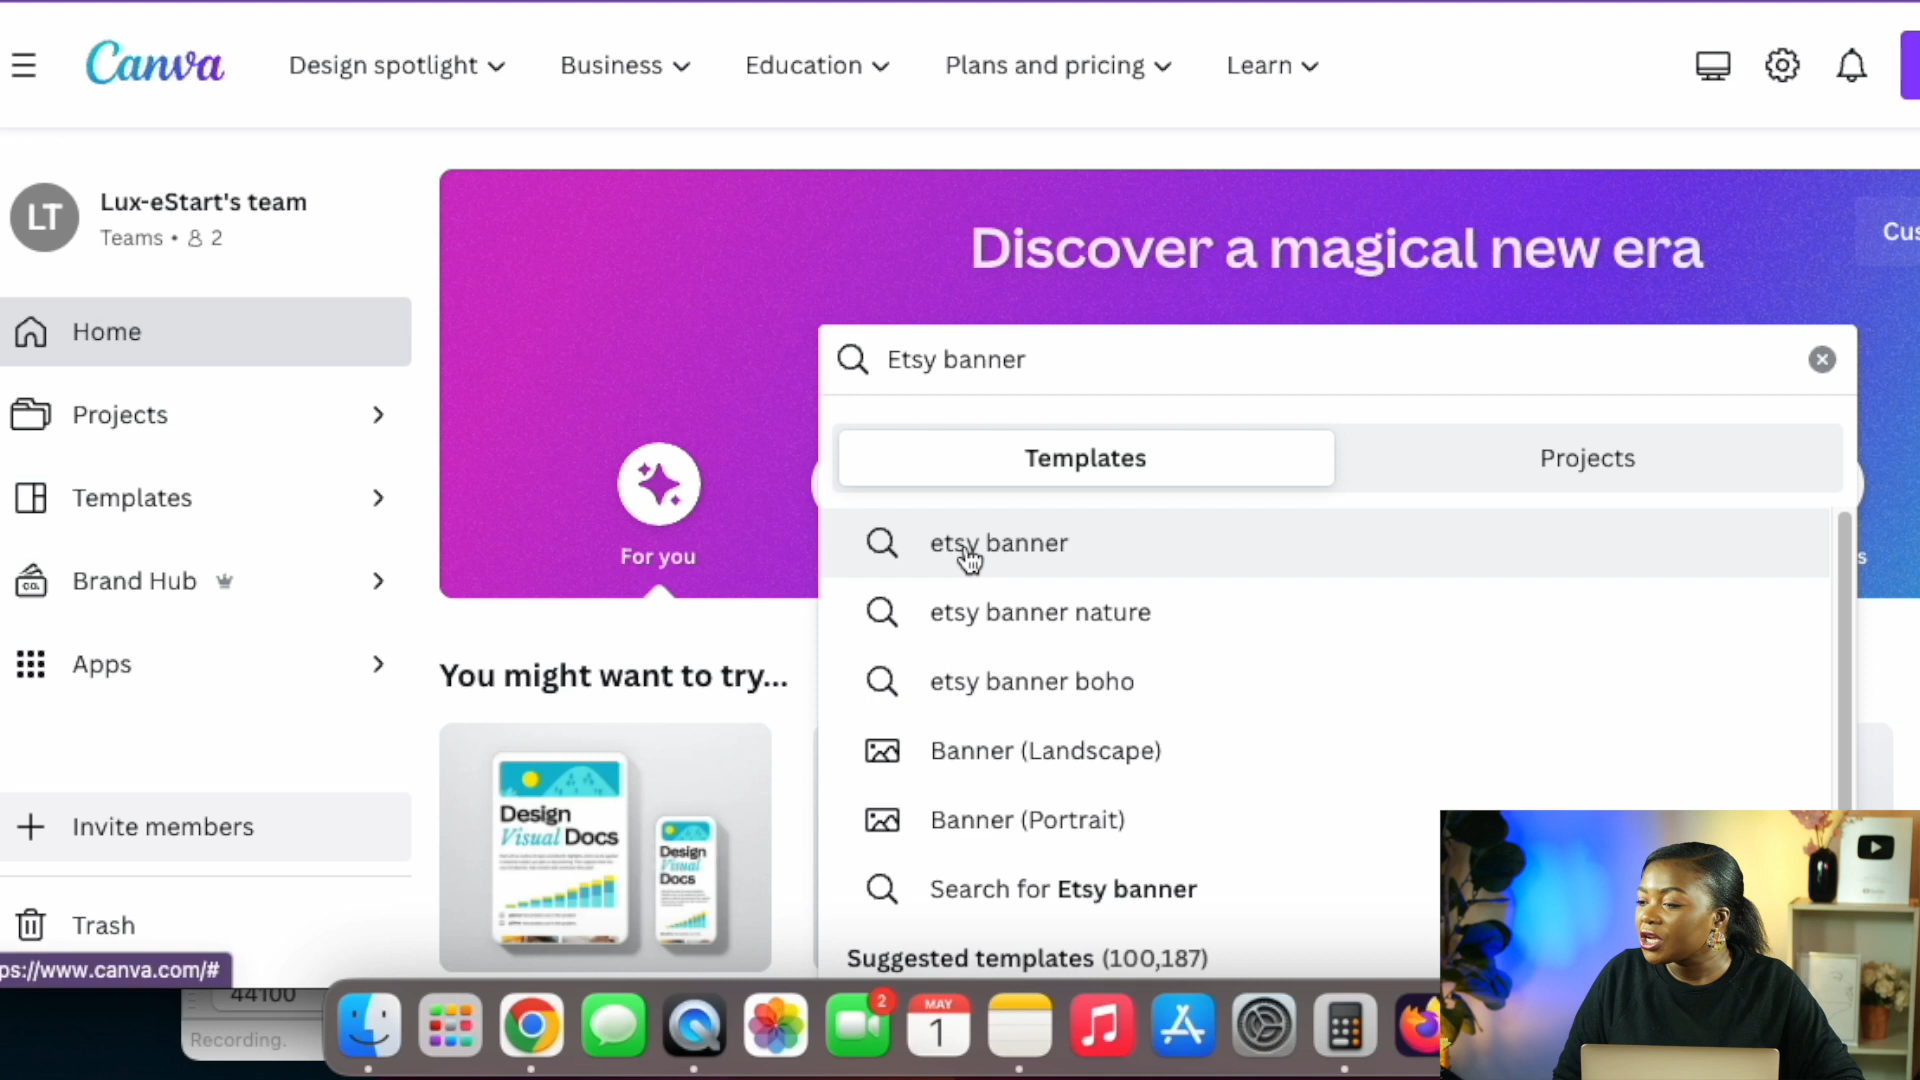 Canva
Design spotlight
Business
Education
Plans and pricing
Learn
LT
Lux-eStart's team
Teams • 2
Home
Projects
Templates
Brand Hub
Apps
Invite members
Trash
ps://www.canva.com/#
Discover a magical new era
Cus
Etsy banner
Templates
Projects
For you
etsy banner
etsy banner nature
etsy banner boho
Banner (Landscape)
Banner (Portrait)
Search for Etsy banner
Suggested templates (100,187)
s
You might want to try...
Design
Visual Docs
Design
Visual
Docs
CO.
44100
Recording.
2
MAY
1